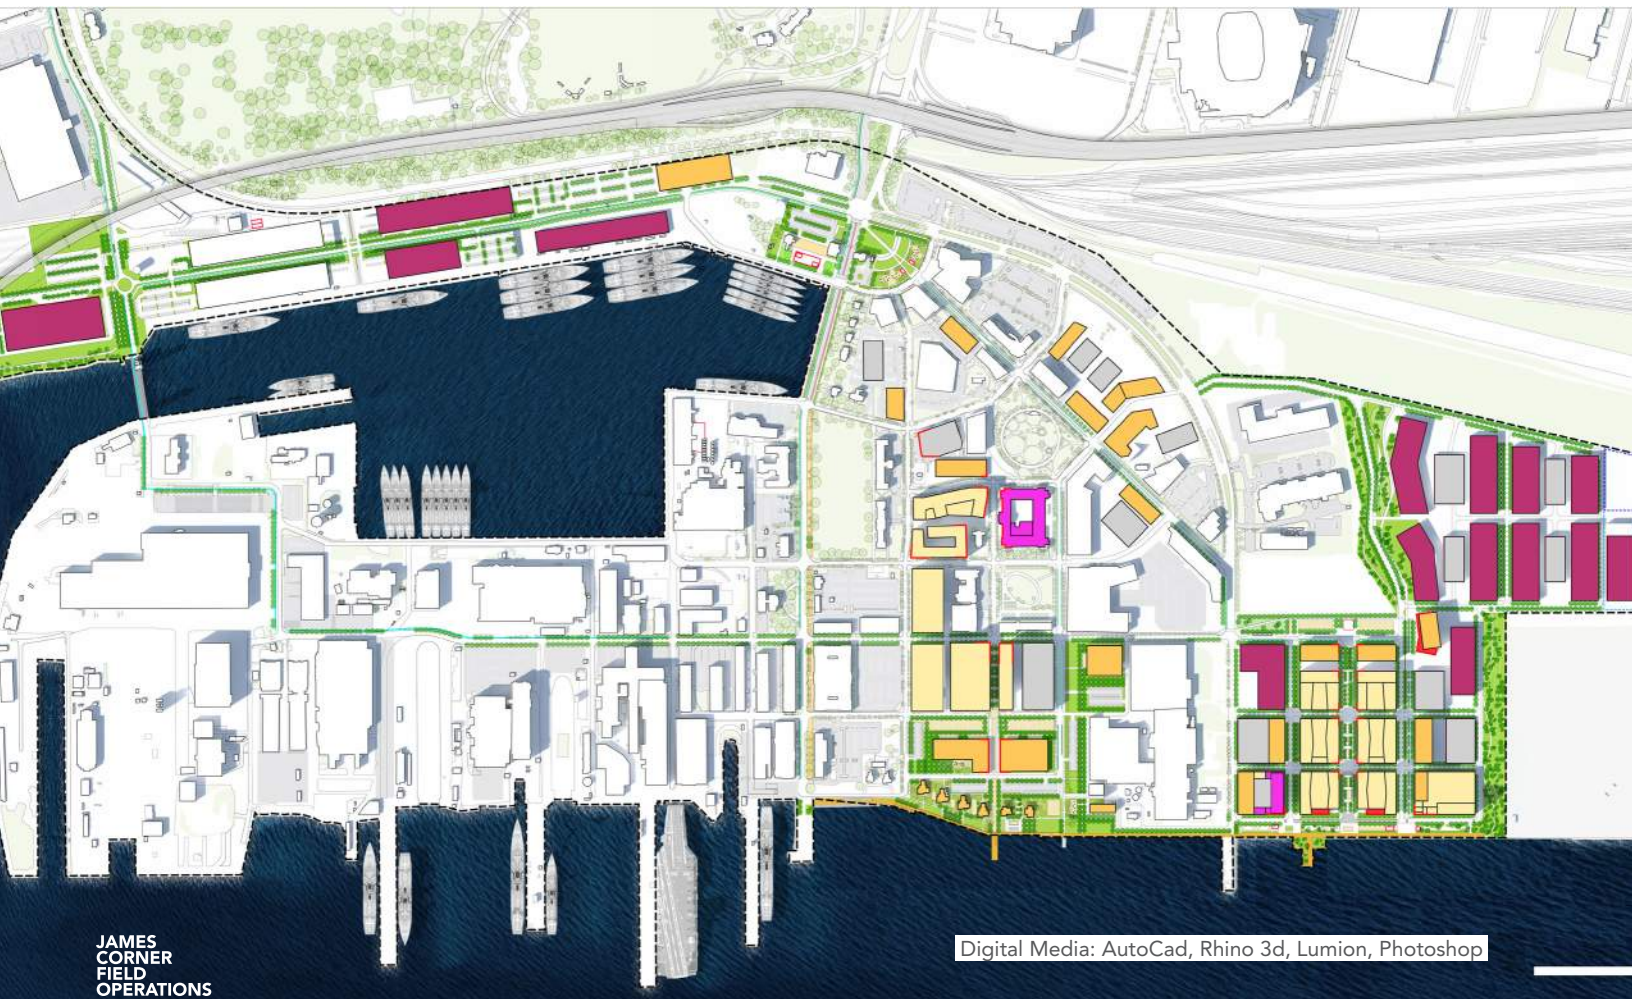 JAMES
CORNER
FIELD
OPERATIONS
Digital Media: AutoCad, Rhino 3d, Lumion, Photoshop